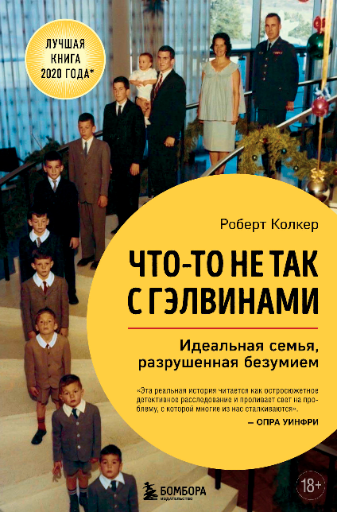 ЛУЧШАЯ
КНИГА
2020 ГОДА*
Роберт Колкер
ЧТО-ТО НЕ ТАК
С ГЭЛВИНАМИ
Идеальная семья,
разрушенная безумием
«Эта реальная история читается как остросюжетное
детективное расследование и проливает свет на про-
блему, с которой многие из нас сталкиваются».
— ОПРА УИНФРИ
БОМБОРА
издательство
18+